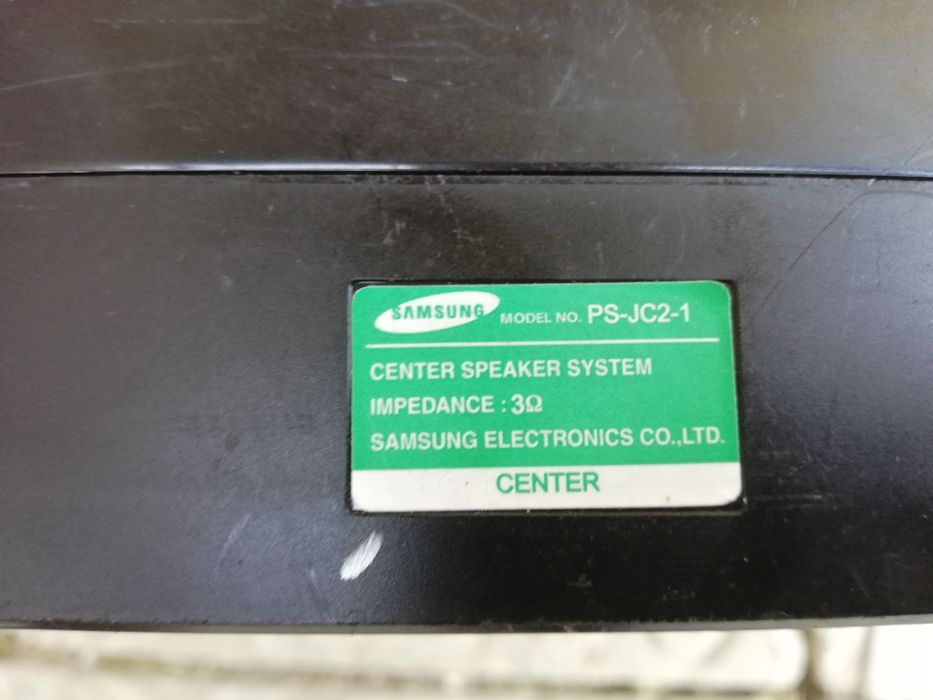 SAMSUNG MODEL NO. PS-JC2-1
CENTER SPEAKER SYSTEM
IMPEDANCE : 3Ω
SAMSUNG ELECTRONICS CO.,LTD.
CENTER